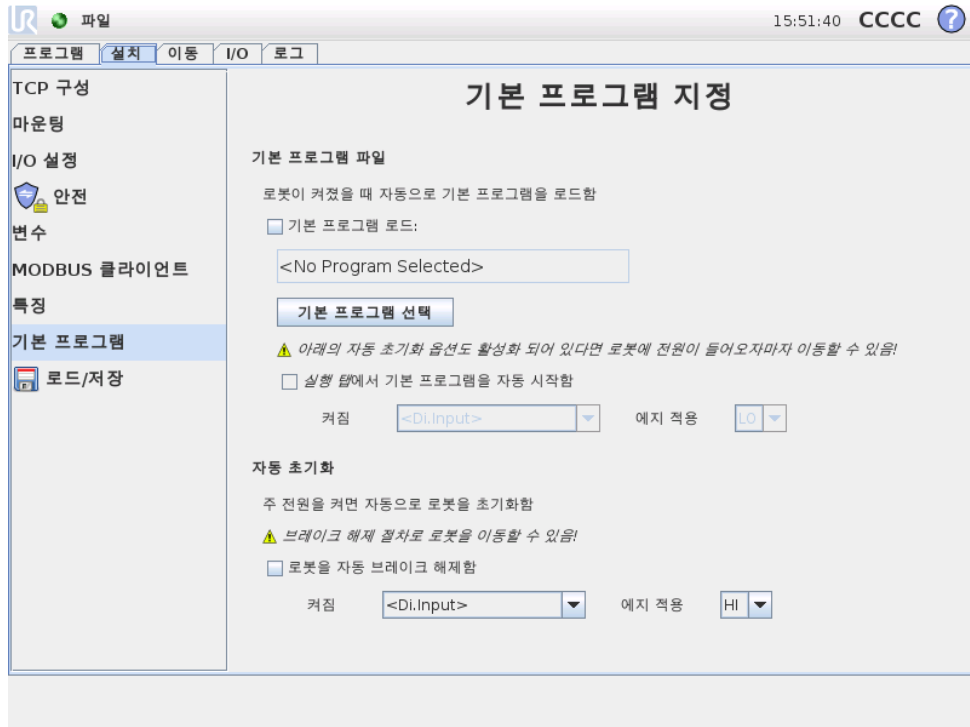 UR 파일 15:51:40 CCCC ?
프로그램 설치 이동 I/O 로그
TCP 구성
마운팅
I/O 설정
안전
변수
MODBUS 클라이언트
특징
기본 프로그램
로드/저장
기본 프로그램 지정
기본 프로그램 파일
로봇이 켜졌을 때 자동으로 기본 프로그램을 로드함
기본 프로그램 로드:
<No Program Selected>
기본 프로그램 선택
아래의 자동 초기화 옵션도 활성화 되어 있다면 로봇에 전원이 들어오자마자 이동할 수 있음!
실행 탭에서 기본 프로그램을 자동 시작함
켜짐 <Di.Input> 에지 적용 LO
자동 초기화
주 전원을 켜면 자동으로 로봇을 초기화함
브레이크 해제 절차로 로봇을 이동할 수 있음!
로봇을 자동 브레이크 해제함
켜짐 <Di.Input> 에지 적용 HI